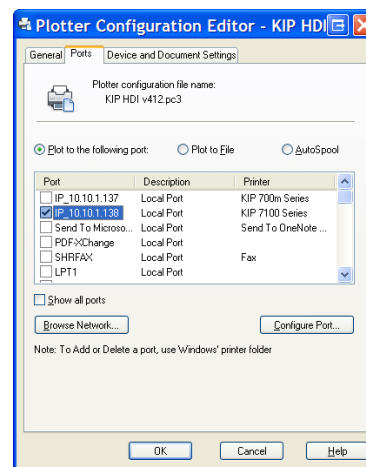 Plotter Configuration Editor - KIP HDI
General Ports Device and Document Settings
Plotter configuration file name:
KIP HDI v412.pc3
Plot to the following port: Plot to File AutoSpool
Port Description Printer
IP_10.10.1.137 Local Port KIP 700m Series
IP_10.10.1.138 Local Port KIP 7100 Series
Send To Microso... Local Port Send To OneNote ...
PDF-XChange Local Port
SHRFAX Local Port Fax
LPT1 Local Port
Show all ports
Browse Network... Configure Port...
Note: To Add or Delete a port, use Windows' printer folder
OK Cancel Help